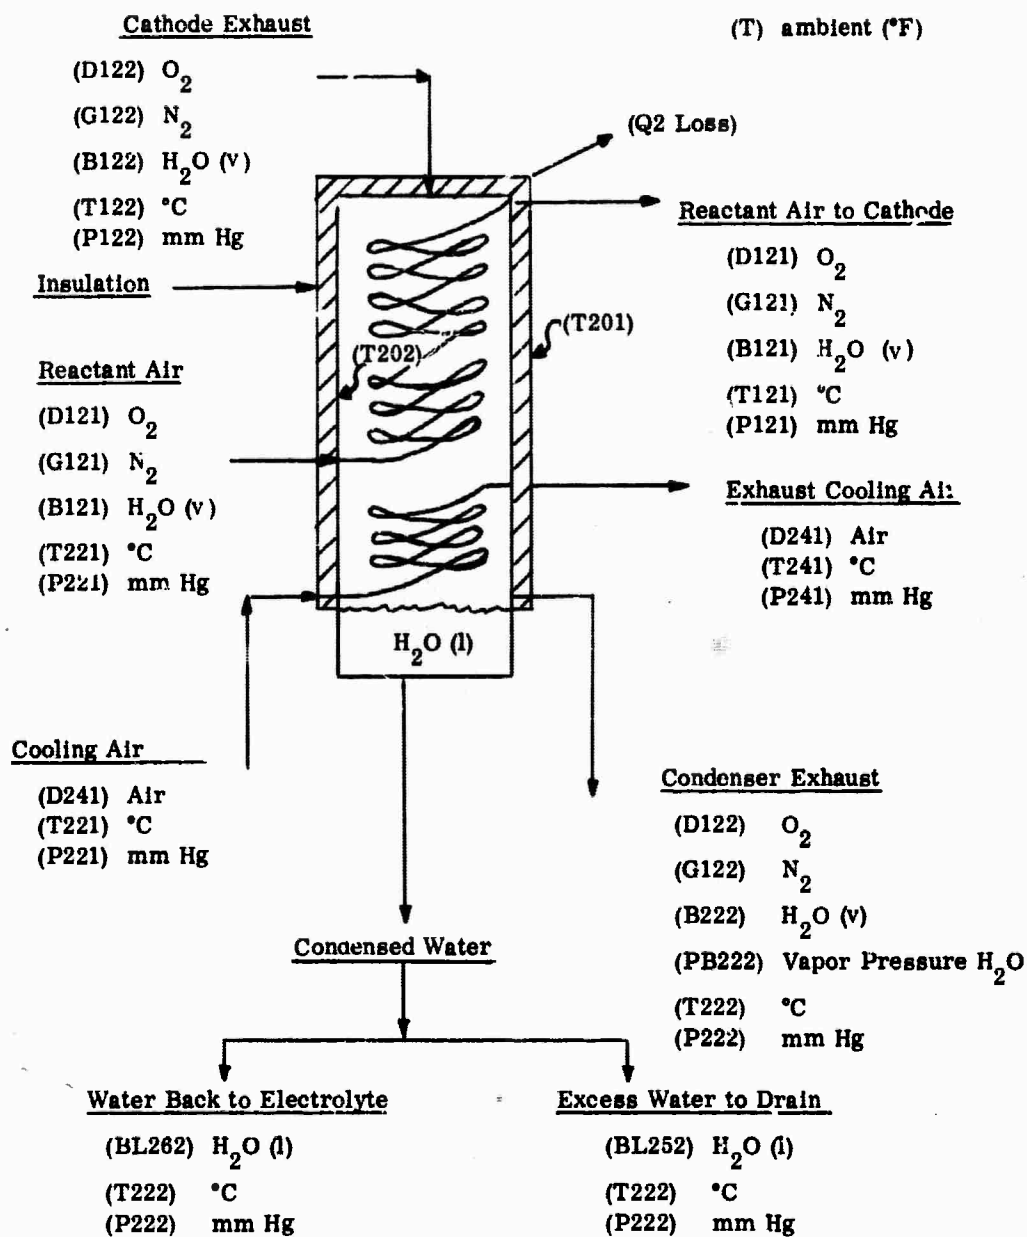 Cathode Exhaust
(D122) O2
(G122) N2
(B122) H2O (v)
(T122) °C
(P122) mm Hg
(T) ambient (°F)
(Q2 Loss)
Insulation
(T201)
(T202)
Reactant Air to Cathode
(D121) O2
(G121) N2
(B121) H2O (v)
(T121) °C
(P121) mm Hg
Reactant Air
(D121) O2
(G121) N2
(B121) H2O (v)
(T221) °C
(P221) mm Hg
Exhaust Cooling Air
(D241) Air
(T241) °C
(P241) mm Hg
H2O (l)
Cooling Air
(D241) Air
(T221) °C
(P221) mm Hg
Condenser Exhaust
(D122) O2
(G122) N2
(B222) H2O (v)
(PB222) Vapor Pressure H2O
(T222) °C
(P222) mm Hg
Condensed Water
Water Back to Electrolyte
(BL262) H2O (l)
(T222) °C
(P222) mm Hg
Excess Water to Drain
(BL252) H2O (l)
(T222) °C
(P222) mm Hg